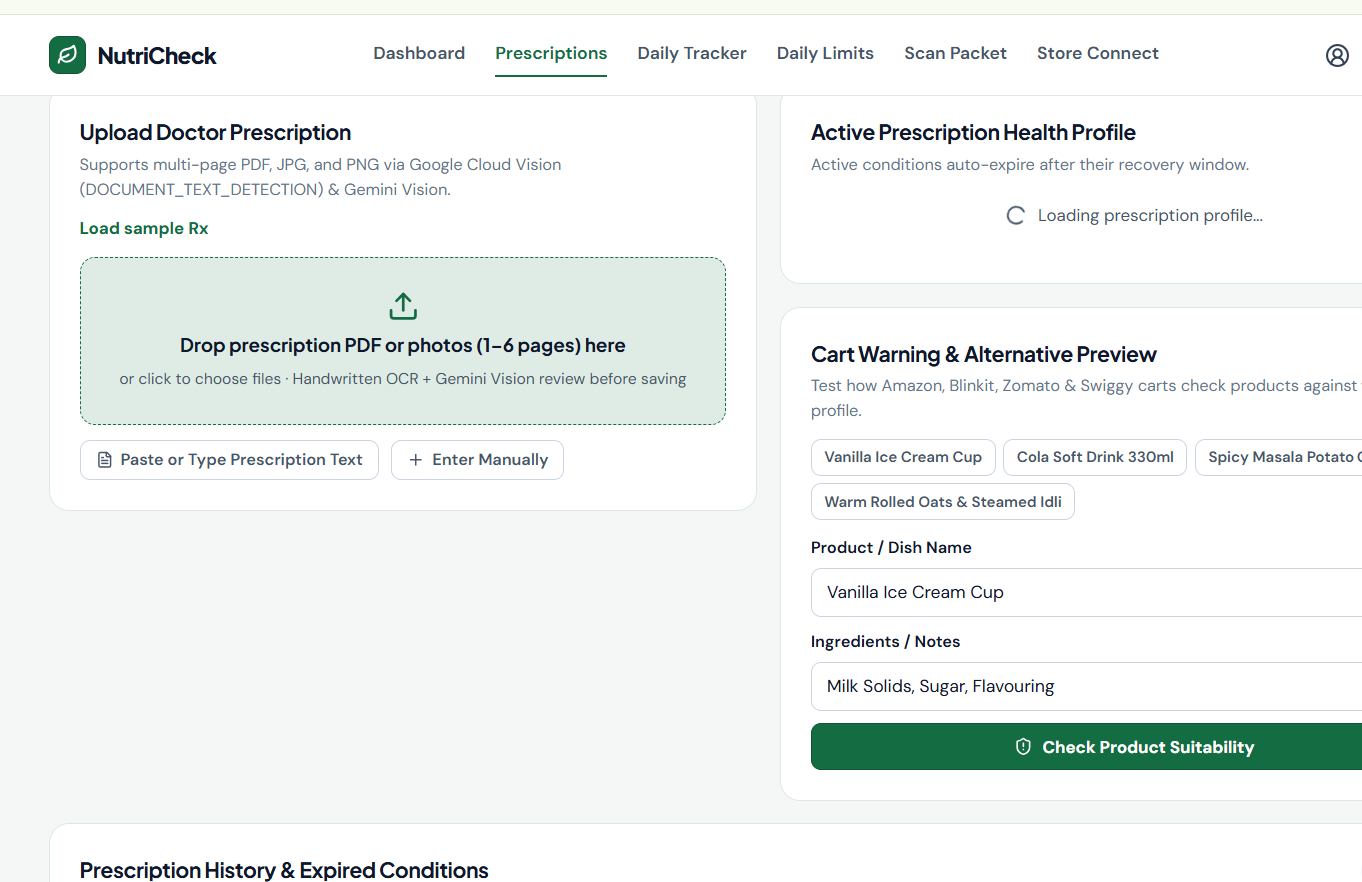 NutriCheck
Dashboard
Prescriptions
Daily Tracker
Daily Limits
Scan Packet
Store Connect
Upload Doctor Prescription
Supports multi-page PDF, JPG, and PNG via Google Cloud Vision
(DOCUMENT_TEXT_DETECTION) & Gemini Vision.
Load sample Rx
Drop prescription PDF or photos (1–6 pages) here
or click to choose files · Handwritten OCR + Gemini Vision review before saving
Paste or Type Prescription Text
Enter Manually
Active Prescription Health Profile
Active conditions auto-expire after their recovery window.
Loading prescription profile...
Cart Warning & Alternative Preview
Test how Amazon, Blinkit, Zomato & Swiggy carts check products against
profile.
Vanilla Ice Cream Cup
Cola Soft Drink 330ml
Spicy Masala Potato
Warm Rolled Oats & Steamed Idli
Product / Dish Name
Vanilla Ice Cream Cup
Ingredients / Notes
Milk Solids, Sugar, Flavouring
Check Product Suitability
Prescription History & Expired Conditions